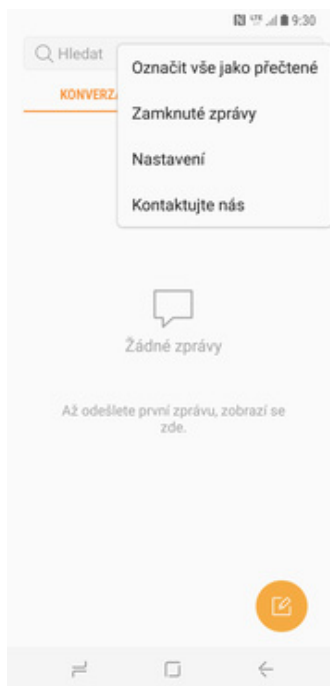 LTE 9:30
Hledat
Označit vše jako přečtené
KONVERZA
Zamknuté zprávy
Nastavení
Kontaktujte nás
Žádné zprávy
Až odešlete první zprávu, zobrazí se
zde.